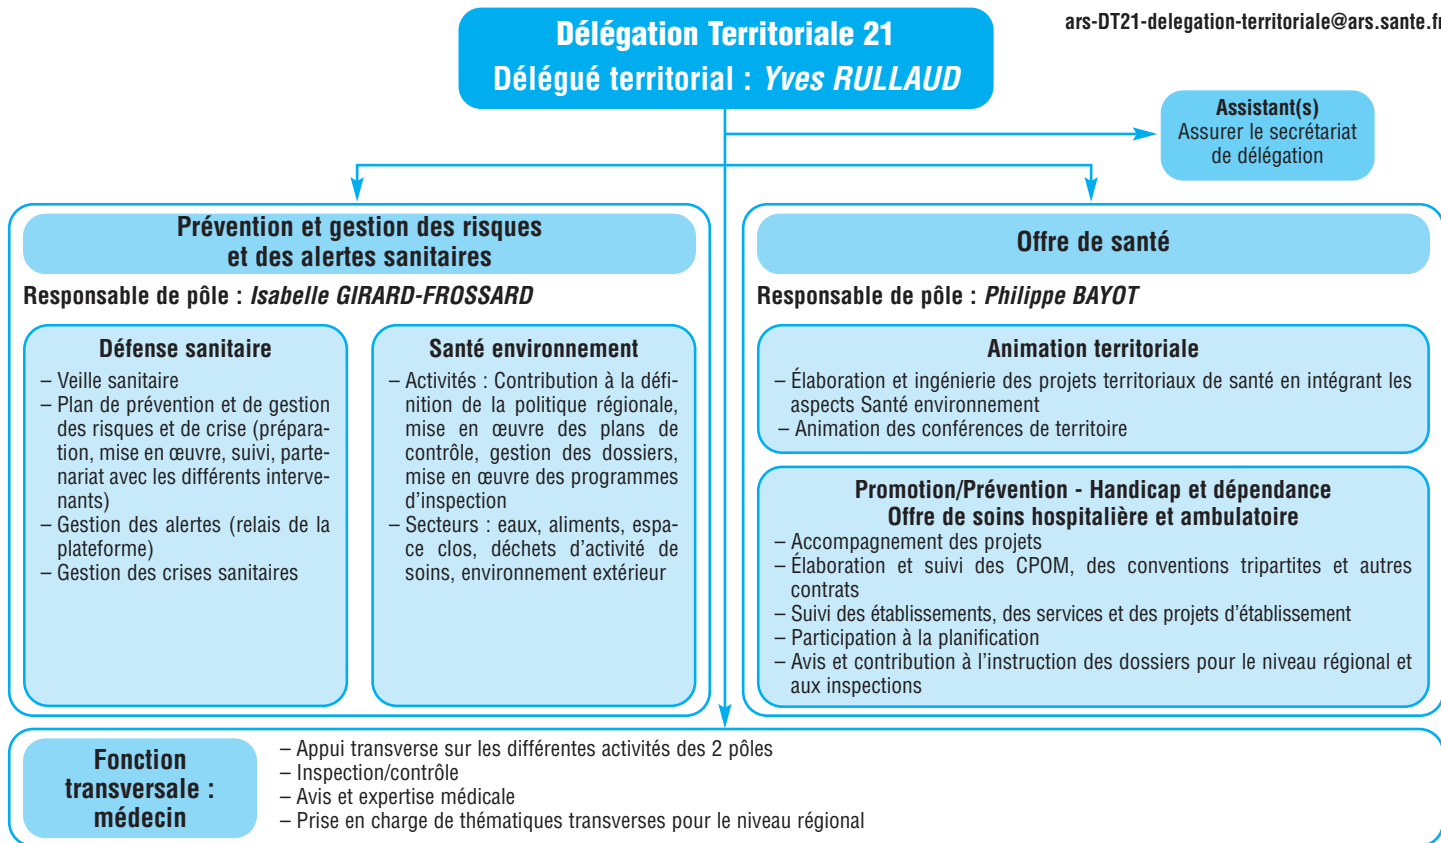 ars-DT21-delegation-territoriale@ars.sante.fr
Délégation Territoriale 21
Délégué territorial : Yves RULLAUD
Assistant(s)
Assurer le secrétariat
de délégation
Prévention et gestion des risques
et des alertes sanitaires
Responsable de pôle : Isabelle GIRARD-FROSSARD
Défense sanitaire
– Veille sanitaire
– Plan de prévention et de gestion
des risques et de crise (prépara-
tion, mise en œuvre, suivi, parte-
nariat avec les différents interve-
nants)
– Gestion des alertes (relais de la
plateforme)
– Gestion des crises sanitaires
Santé environnement
– Activités : Contribution à la défi-
nition de la politique régionale,
mise en œuvre des plans de
contrôle, gestion des dossiers,
mise en œuvre des programmes
d’inspection
– Secteurs : eaux, aliments, espa-
ce clos, déchets d’activité de
soins, environnement extérieur
Offre de santé
Responsable de pôle : Philippe BAYOT
Animation territoriale
– Élaboration et ingénierie des projets territoriaux de santé en intégrant les
aspects Santé environnement
– Animation des conférences de territoire
Promotion/Prévention - Handicap et dépendance
Offre de soins hospitalière et ambulatoire
– Accompagnement des projets
– Élaboration et suivi des CPOM, des conventions tripartites et autres
contrats
– Suivi des établissements, des services et des projets d’établissement
– Participation à la planification
– Avis et contribution à l’instruction des dossiers pour le niveau régional et
aux inspections
Fonction
transversale :
médecin
– Appui transverse sur les différentes activités des 2 pôles
– Inspection/contrôle
– Avis et expertise médicale
– Prise en charge de thématiques transverses pour le niveau régional